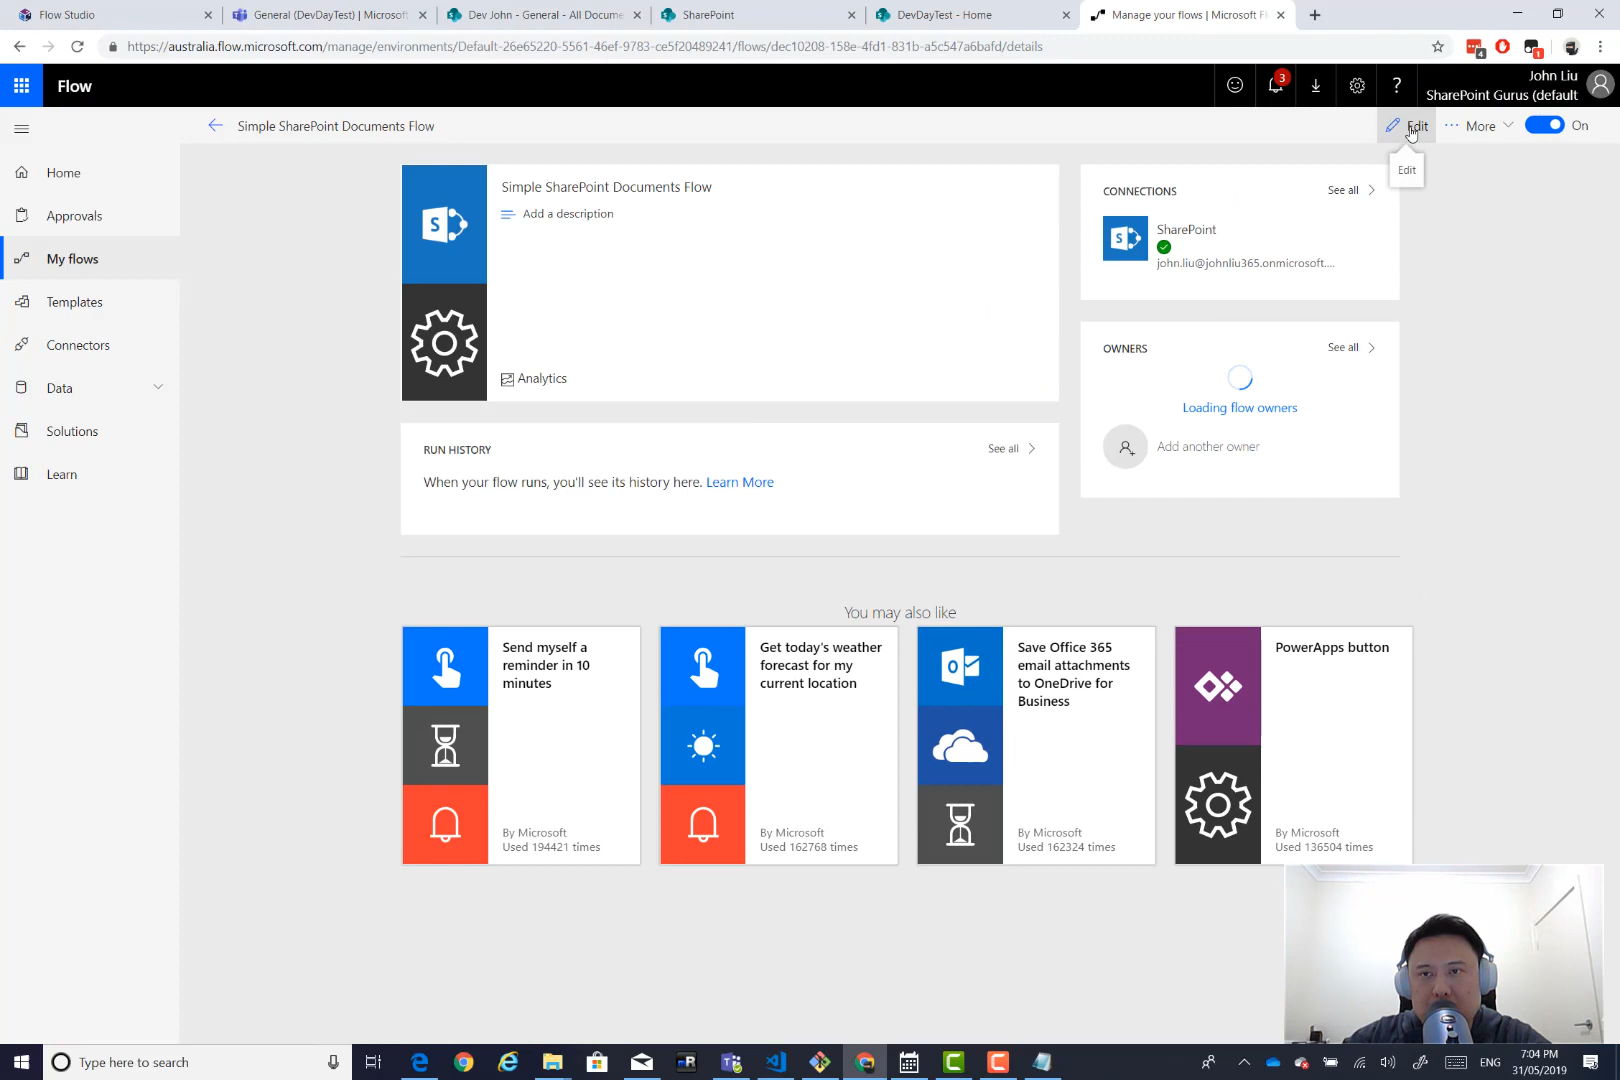 Flow Studio
General (DevDayTest) | Microsoft
Dev John - General - All Docume
SharePoint
DevDayTest - Home
Manage your flows | Microsoft Fl
https://australia.flow.microsoft.com/manage/environments/Default-26e65220-5561-46ef-9783-ce5f20489241/flows/dec10208-158e-4fd1-831b-a5c547a6bafd/details
4
1
Flow
3
?
John Liu
SharePoint Gurus (default
Simple SharePoint Documents Flow
Edit
More
On
Edit
Home
Approvals
My flows
Templates
Connectors
Data
Solutions
Learn
Simple SharePoint Documents Flow
Add a description
Analytics
CONNECTIONS
See all
SharePoint
john.liu@johnliu365.onmicrosoft....
OWNERS
See all
Loading flow owners
Add another owner
RUN HISTORY
See all
When your flow runs, you'll see its history here. Learn More
You may also like
Send myself a
reminder in 10
minutes
By Microsoft
Used 194421 times
Get today's weather
forecast for my
current location
By Microsoft
Used 162768 times
Save Office 365
email attachments
to OneDrive for
Business
By Microsoft
Used 162324 times
PowerApps button
By Microsoft
Used 136504 times
Type here to search
ENG
7:04 PM
31/05/2019